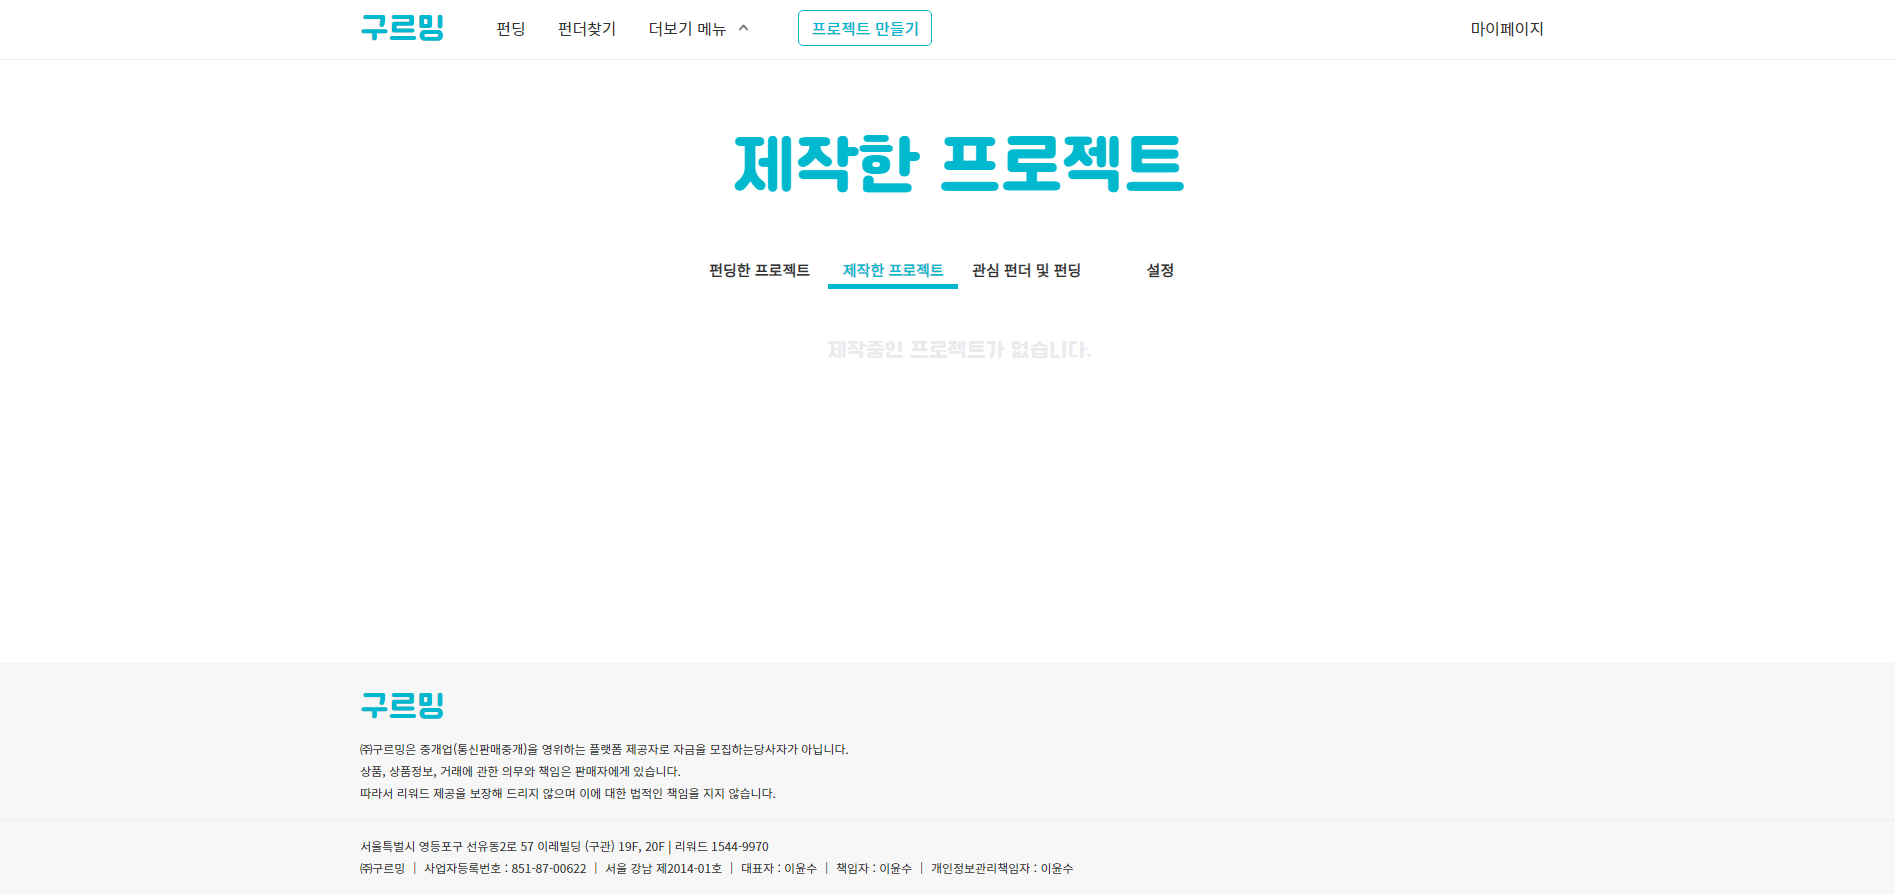 구르밍 펀딩 펀더찾기 더보기 메뉴 프로젝트 만들기 마이페이지
제작한 프로젝트
펀딩한 프로젝트 제작한 프로젝트 관심 펀더 및 펀딩 설정
제작중인 프로젝트가 없습니다.
구르밍
㈜구르밍은 중개업(통신판매중개)을 영위하는 플랫폼 제공자로 자금을 모집하는당사자가 아닙니다.
상품, 상품정보, 거래에 관한 의무와 책임은 판매자에게 있습니다.
따라서 리워드 제공을 보장해 드리지 않으며 이에 대한 법적인 책임을 지지 않습니다.
서울특별시 영등포구 선유동2로 57 이레빌딩 (구관) 19F, 20F | 리워드 1544-9970
㈜구르밍 | 사업자등록번호 : 851-87-00622 | 서울 강남 제2014-01호 | 대표자 : 이윤수 | 책임자 : 이윤수 | 개인정보관리책임자 : 이윤수